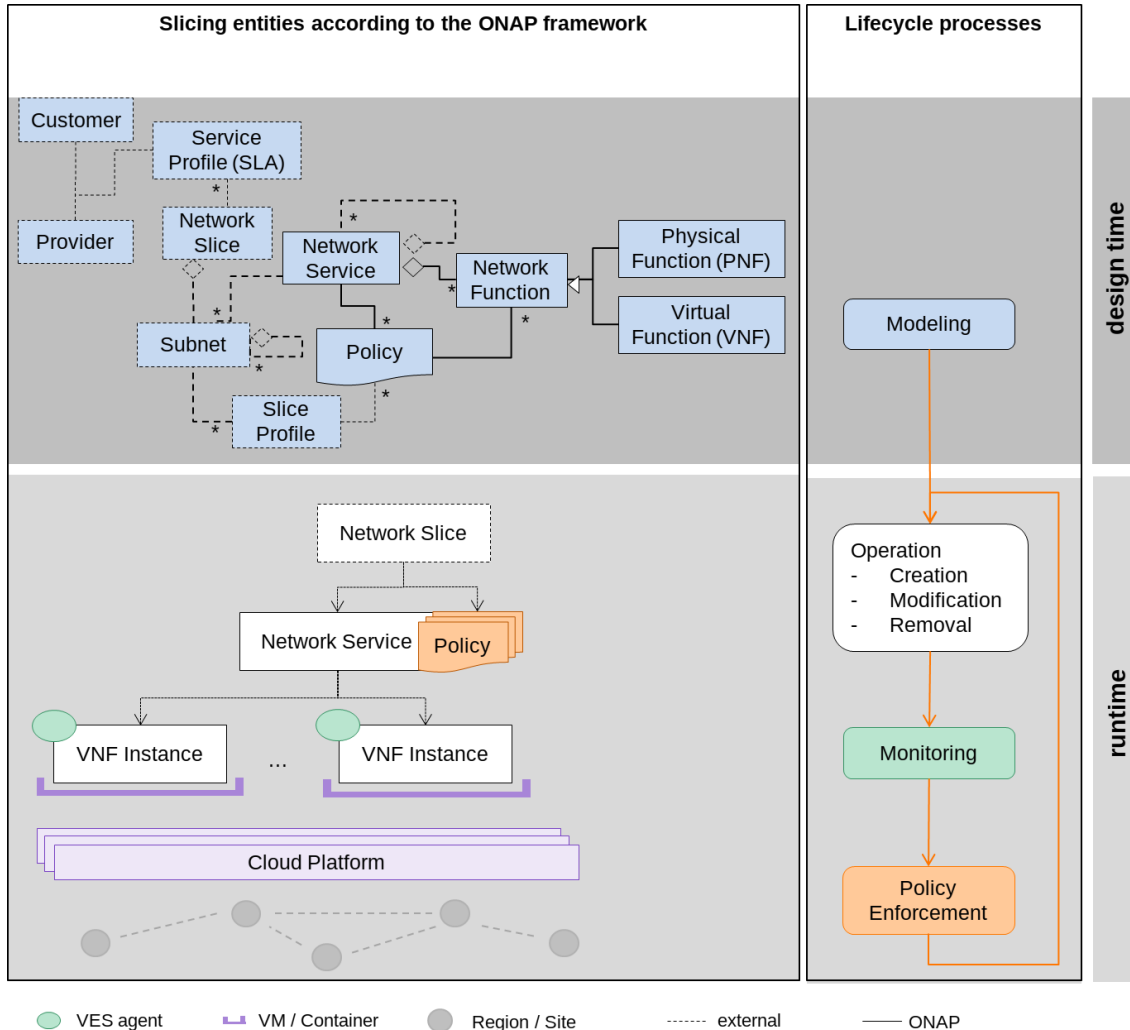 Slicing entities according to the ONAP framework
Lifecycle processes
Customer
Service
Profile (SLA)
*
Provider
Network
Slice
*
Network
Service
*
Network
Function
*
Physical
Function (PNF)
Virtual
Function (VNF)
*
Subnet
*
*
Policy
*
*
Slice
Profile
Modeling
design time
Network Slice
Network Service
Policy
VNF Instance
...
VNF Instance
Cloud Platform
Operation
- Creation
- Modification
- Removal
Monitoring
Policy
Enforcement
runtime
VES agent
VM / Container
Region / Site
external
ONAP